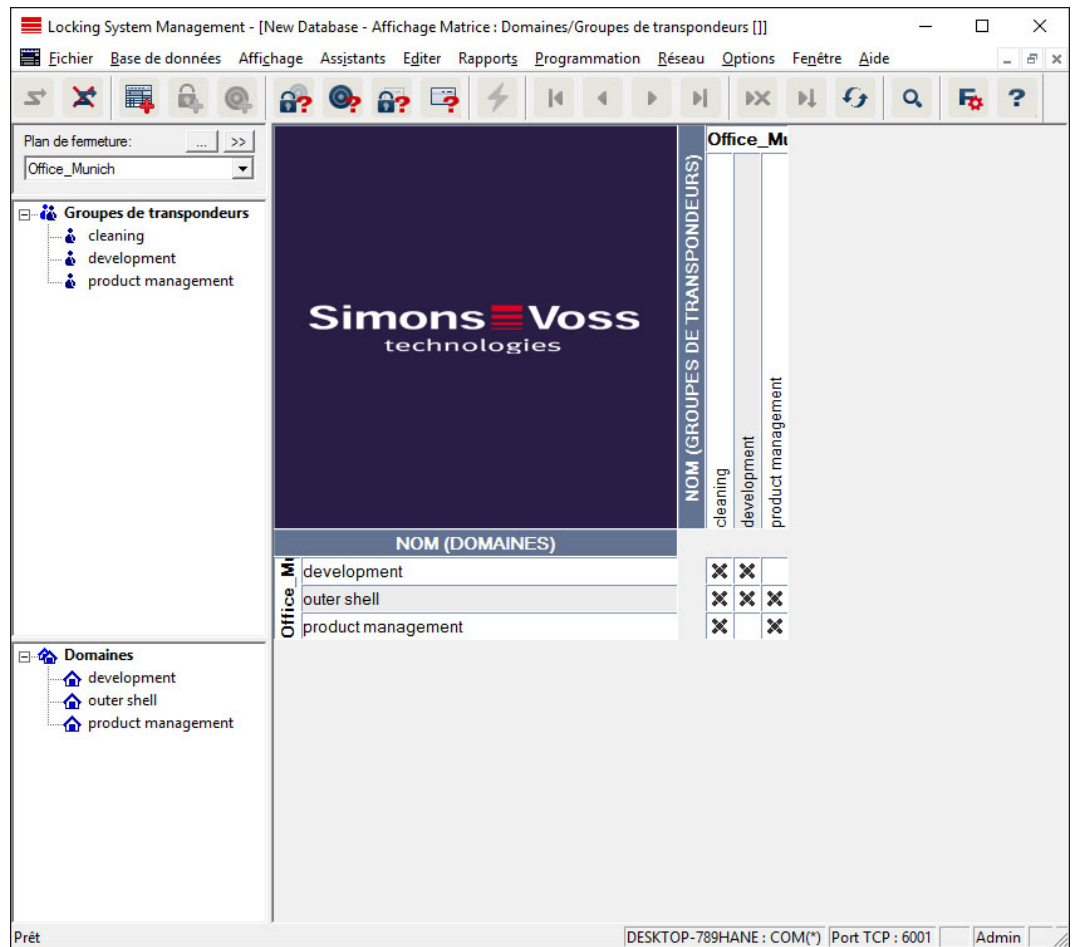 Locking System Management - [New Database - Affichage Matrice : Domaines/Groupes de transpondeurs []]
Fichier Base de données Affichage Assistants Editer Rapports Programmation Réseau Options Fenêtre Aide
Plan de fermeture: ... >>
Office_Munich
Groupes de transpondeurs
cleaning
development
product management
Domaines
development
outer shell
product management
Simons Voss
technologies
NOM (GROUPES DE TRANSPONDEURS)
Office_Mu
cleaning
development
product management
NOM (DOMAINES)
Office_Mu
development
outer shell
product management
Prêt
DESKTOP-789HANE : COM(*) Port TCP : 6001 Admin